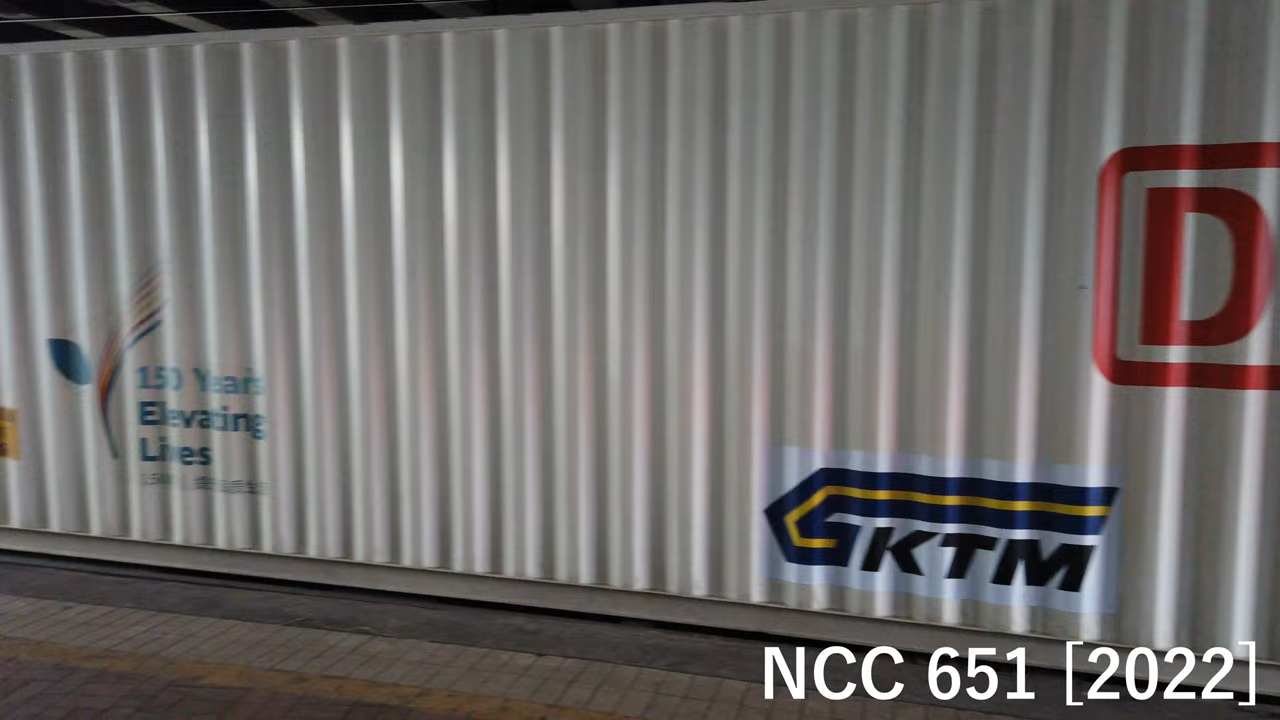 150 Years
Elevating
Lives
D
KTM
NCC 651 [2022]